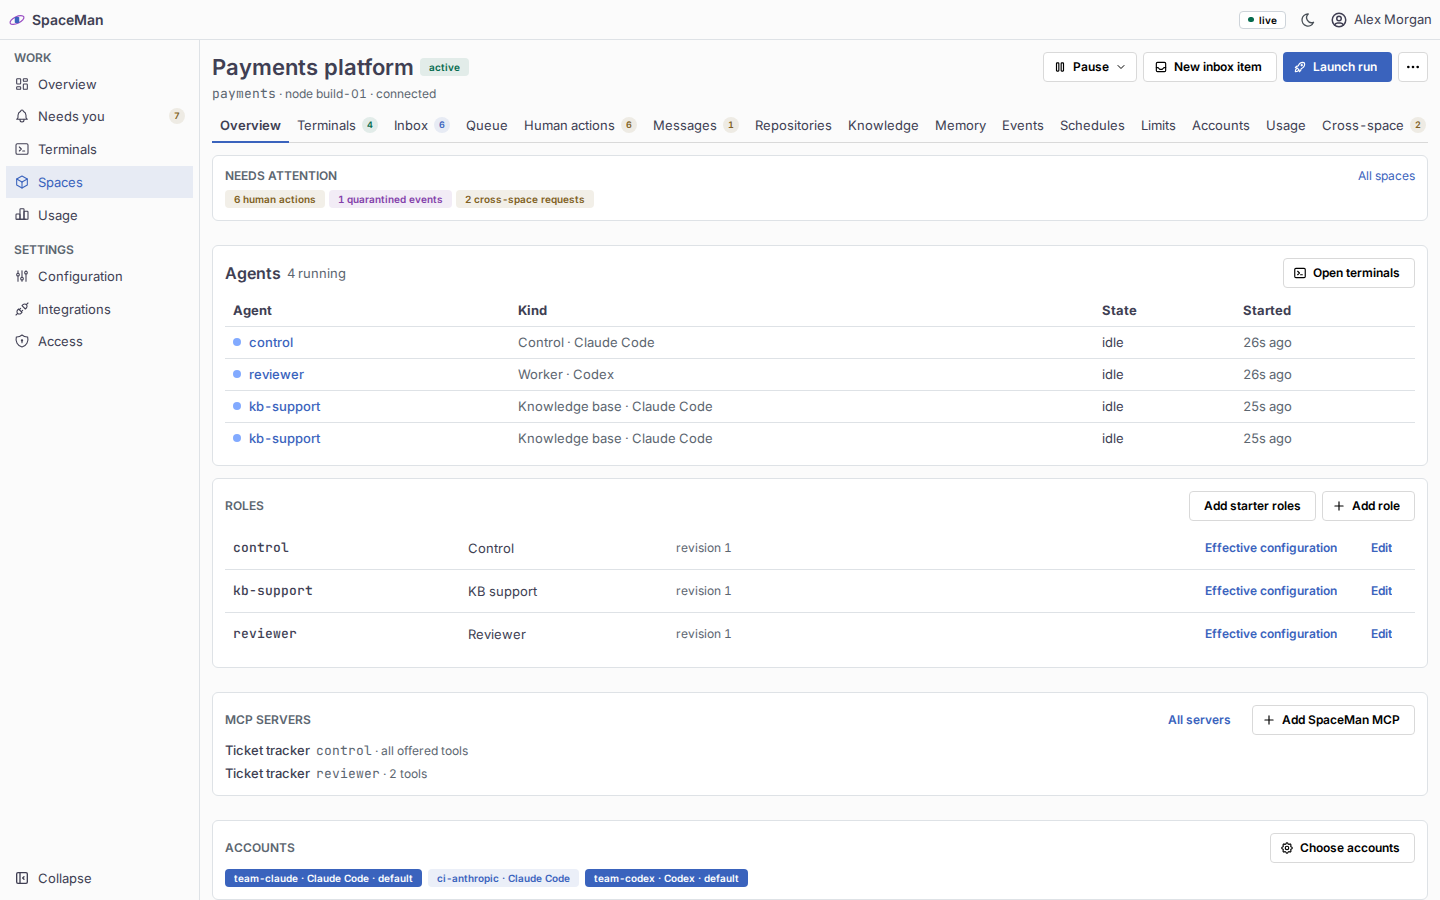 SpaceMan
live
Alex Morgan
WORK
Overview
Needs you 7
Terminals
Spaces
Usage
SETTINGS
Configuration
Integrations
Access
Collapse
Payments platform active
payments · node build-01 · connected
Pause
New inbox item
Launch run
Overview Terminals 4 Inbox 6 Queue Human actions 6 Messages 1 Repositories Knowledge Memory Events Schedules Limits Accounts Usage Cross-space 2
NEEDS ATTENTION All spaces
6 human actions 1 quarantined events 2 cross-space requests
Agents 4 running Open terminals
Agent Kind State Started
control Control · Claude Code idle 26s ago
reviewer Worker · Codex idle 26s ago
kb-support Knowledge base · Claude Code idle 25s ago
kb-support Knowledge base · Claude Code idle 25s ago
ROLES Add starter roles Add role
control Control revision 1 Effective configuration Edit
kb-support KB support revision 1 Effective configuration Edit
reviewer Reviewer revision 1 Effective configuration Edit
MCP SERVERS All servers Add SpaceMan MCP
Ticket tracker control · all offered tools
Ticket tracker reviewer · 2 tools
ACCOUNTS Choose accounts
team-claude · Claude Code · default ci-anthropic · Claude Code team-codex · Codex · default